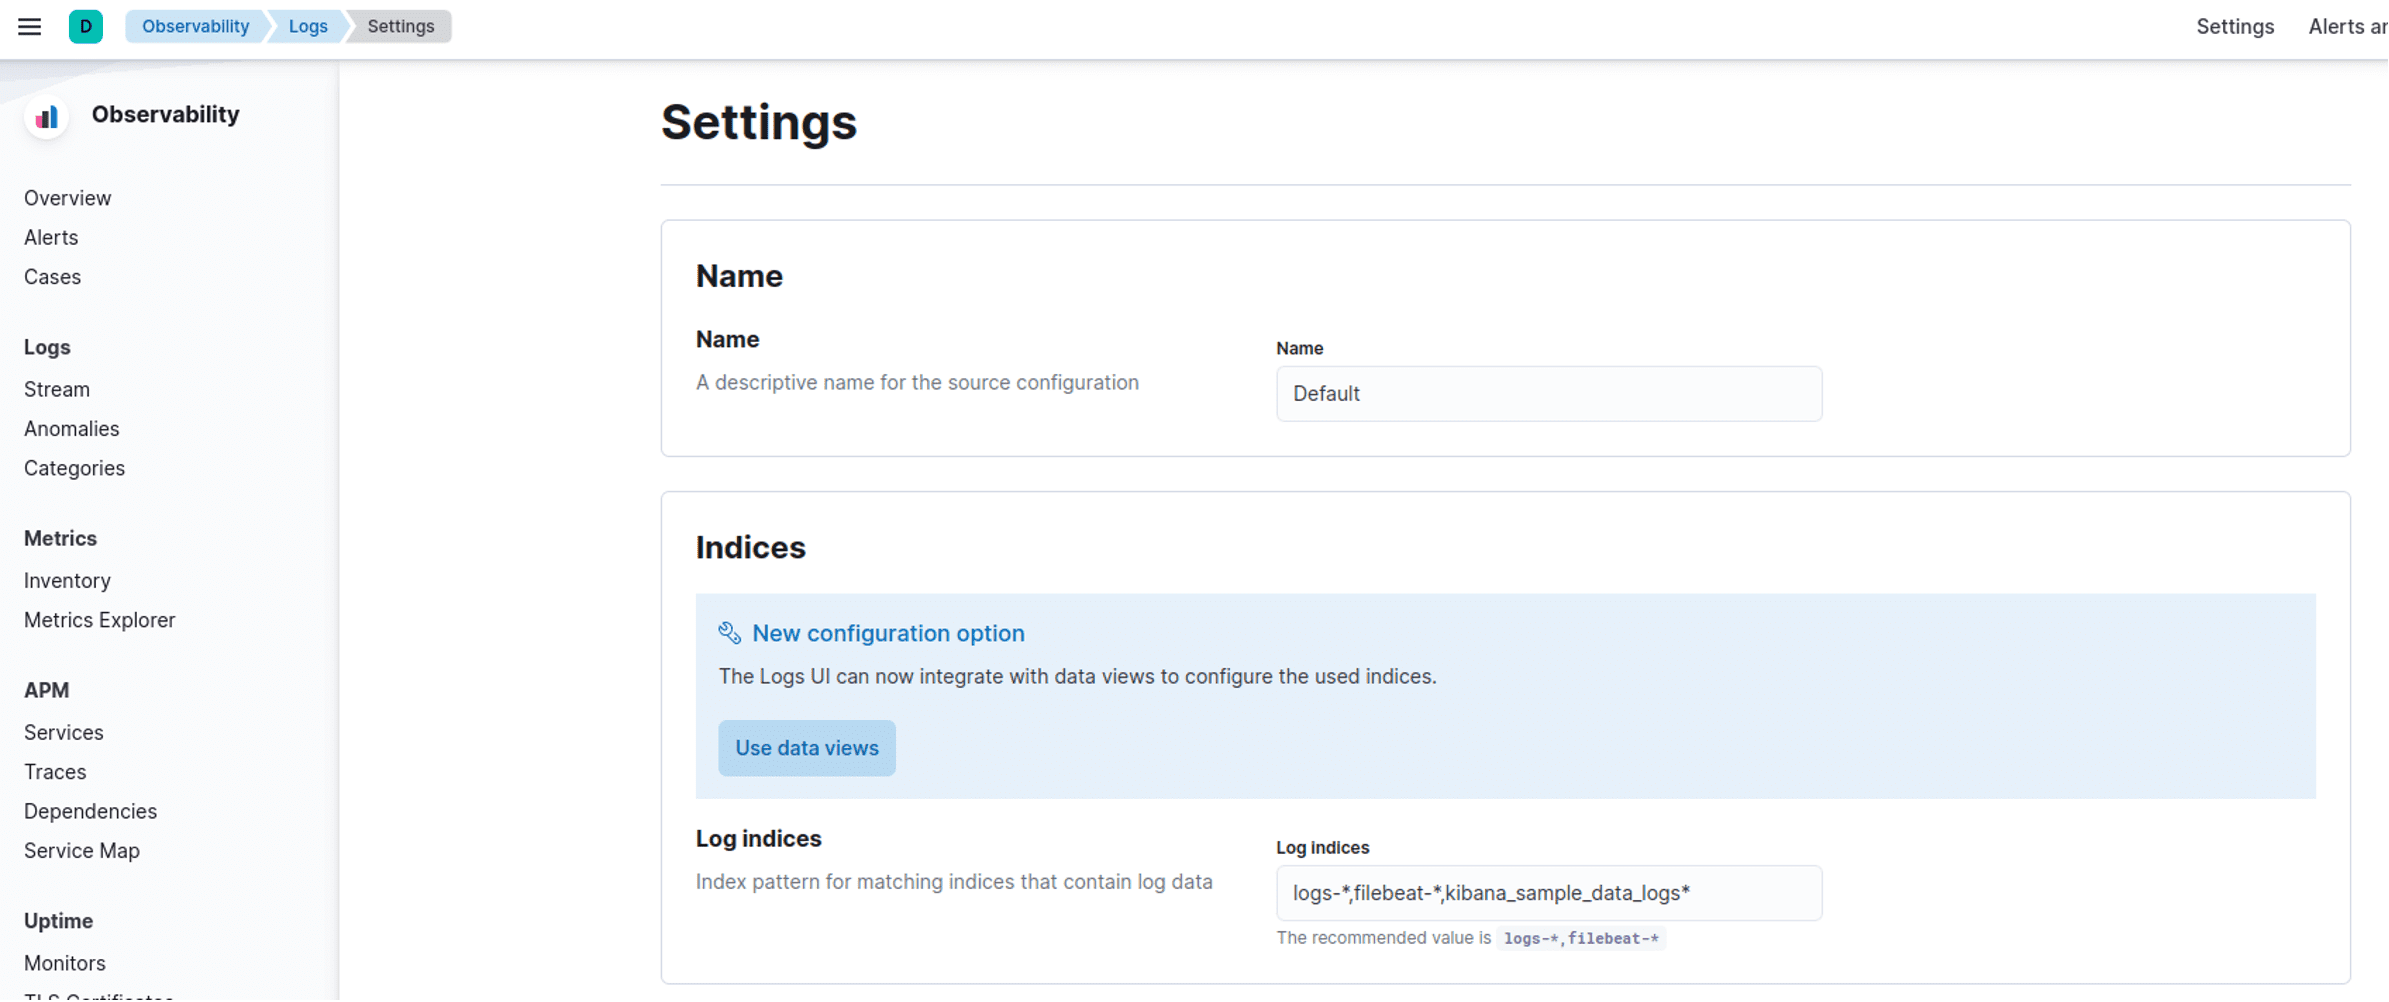 D Observability Logs Settings Settings Alerts ar
Observability
Overview
Alerts
Cases
Logs
Stream
Anomalies
Categories
Metrics
Inventory
Metrics Explorer
APM
Services
Traces
Dependencies
Service Map
Uptime
Monitors
TLS Certificates
Settings
Name
Name
A descriptive name for the source configuration
Name
Default
Indices
New configuration option
The Logs UI can now integrate with data views to configure the used indices.
Use data views
Log indices
Index pattern for matching indices that contain log data
Log indices
logs-*,filebeat-*,kibana_sample_data_logs*
The recommended value is logs-*,filebeat-*